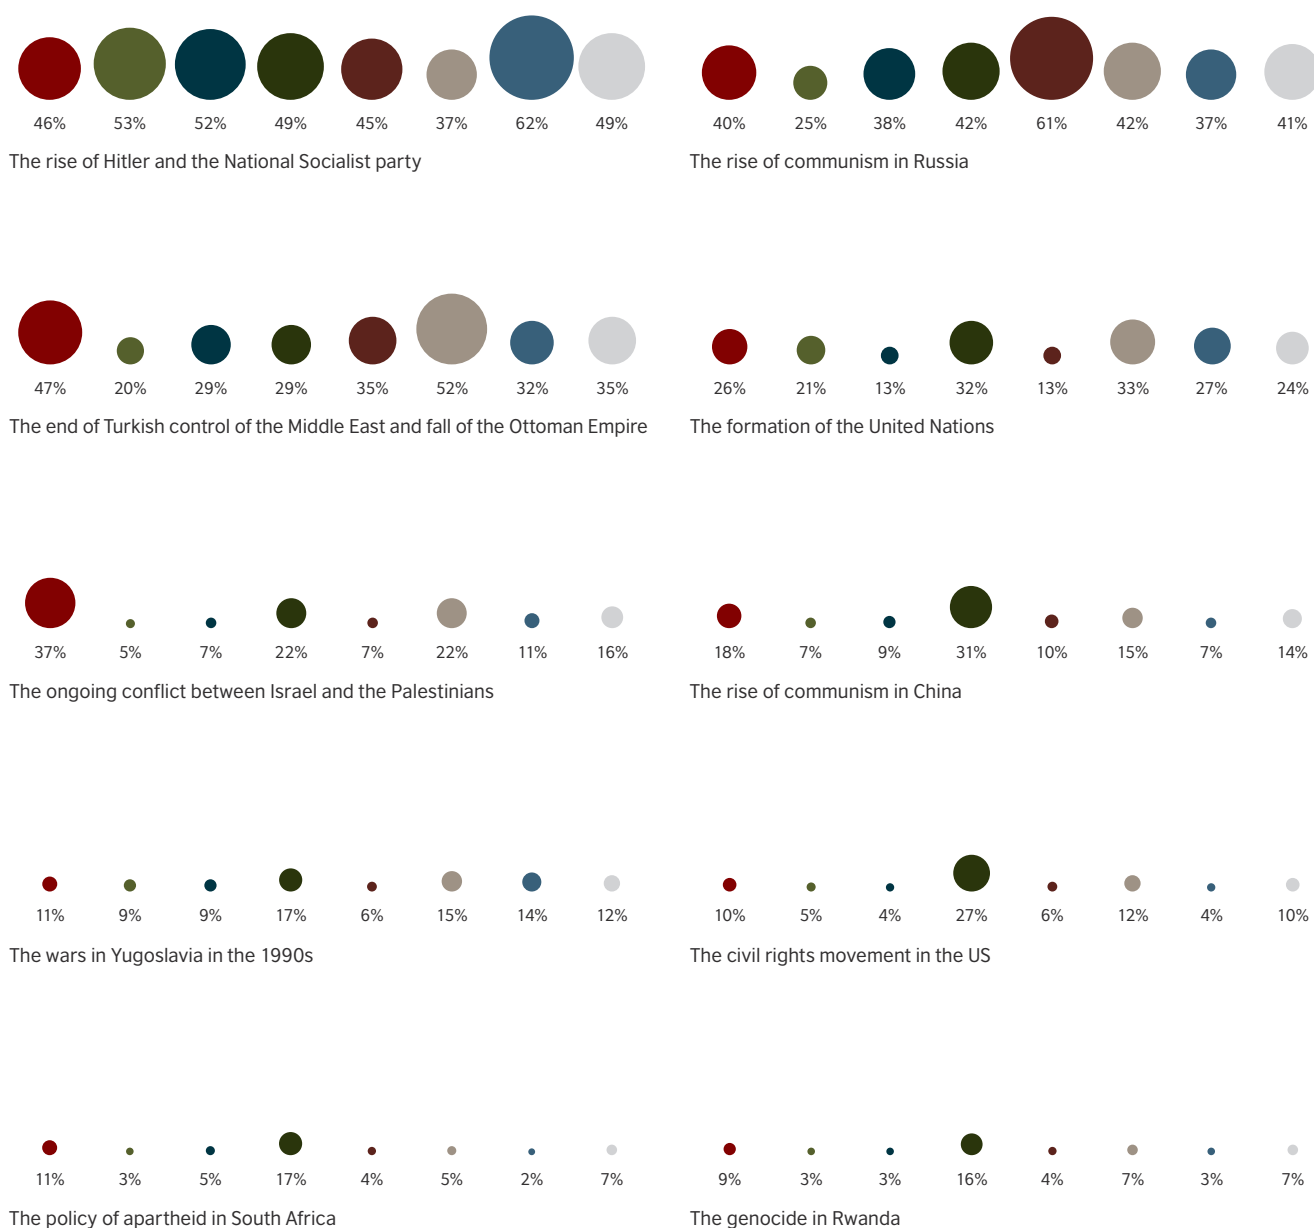 46% 53% 52% 49% 45% 37% 62% 49%
The rise of Hitler and the National Socialist party
40% 25% 38% 42% 61% 42% 37% 41%
The rise of communism in Russia
47% 20% 29% 29% 35% 52% 32% 35%
The end of Turkish control of the Middle East and fall of the Ottoman Empire
26% 21% 13% 32% 13% 33% 27% 24%
The formation of the United Nations
37% 5% 7% 22% 7% 22% 11% 16%
The ongoing conflict between Israel and the Palestinians
18% 7% 9% 31% 10% 15% 7% 14%
The rise of communism in China
11% 9% 9% 17% 6% 15% 14% 12%
The wars in Yugoslavia in the 1990s
10% 5% 4% 27% 6% 12% 4% 10%
The civil rights movement in the US
11% 3% 5% 17% 4% 5% 2% 7%
The policy of apartheid in South Africa
9% 3% 3% 16% 4% 7% 3% 7%
The genocide in Rwanda